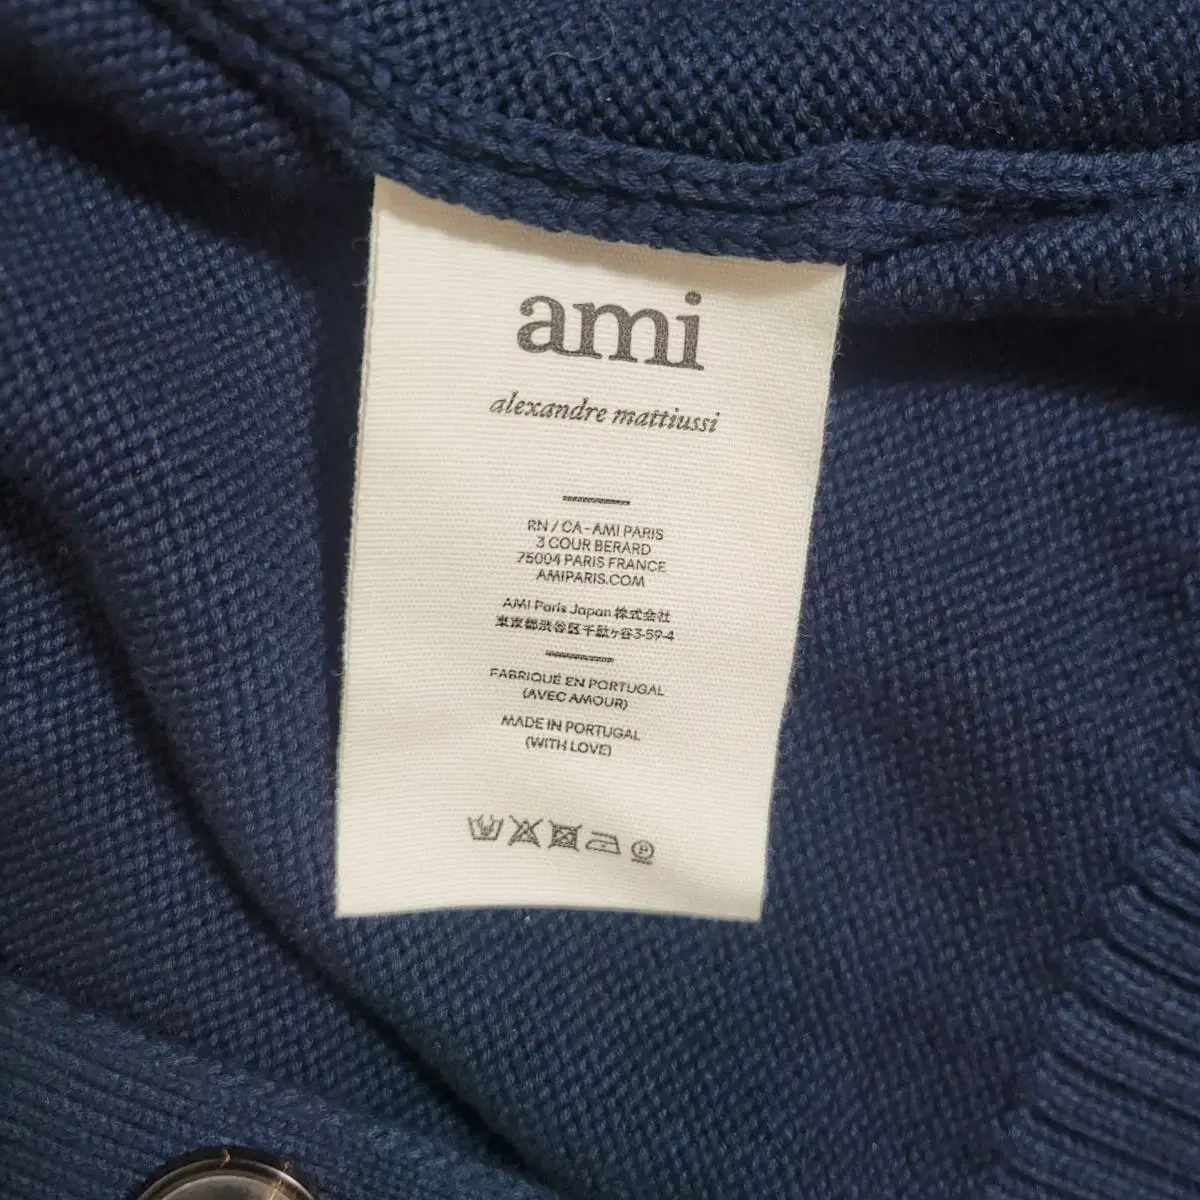 ami
alexandre mattiussi
RN / CA - AMI PARIS
3 COUR BERARD
75004 PARIS FRANCE
AMIPARIS.COM
AMI Paris Japan 株式会社
東京都渋谷区千駄ヶ谷3-59-4
FABRIQUÉ EN PORTUGAL
(AVEC AMOUR)
MADE IN PORTUGAL
(WITH LOVE)
P